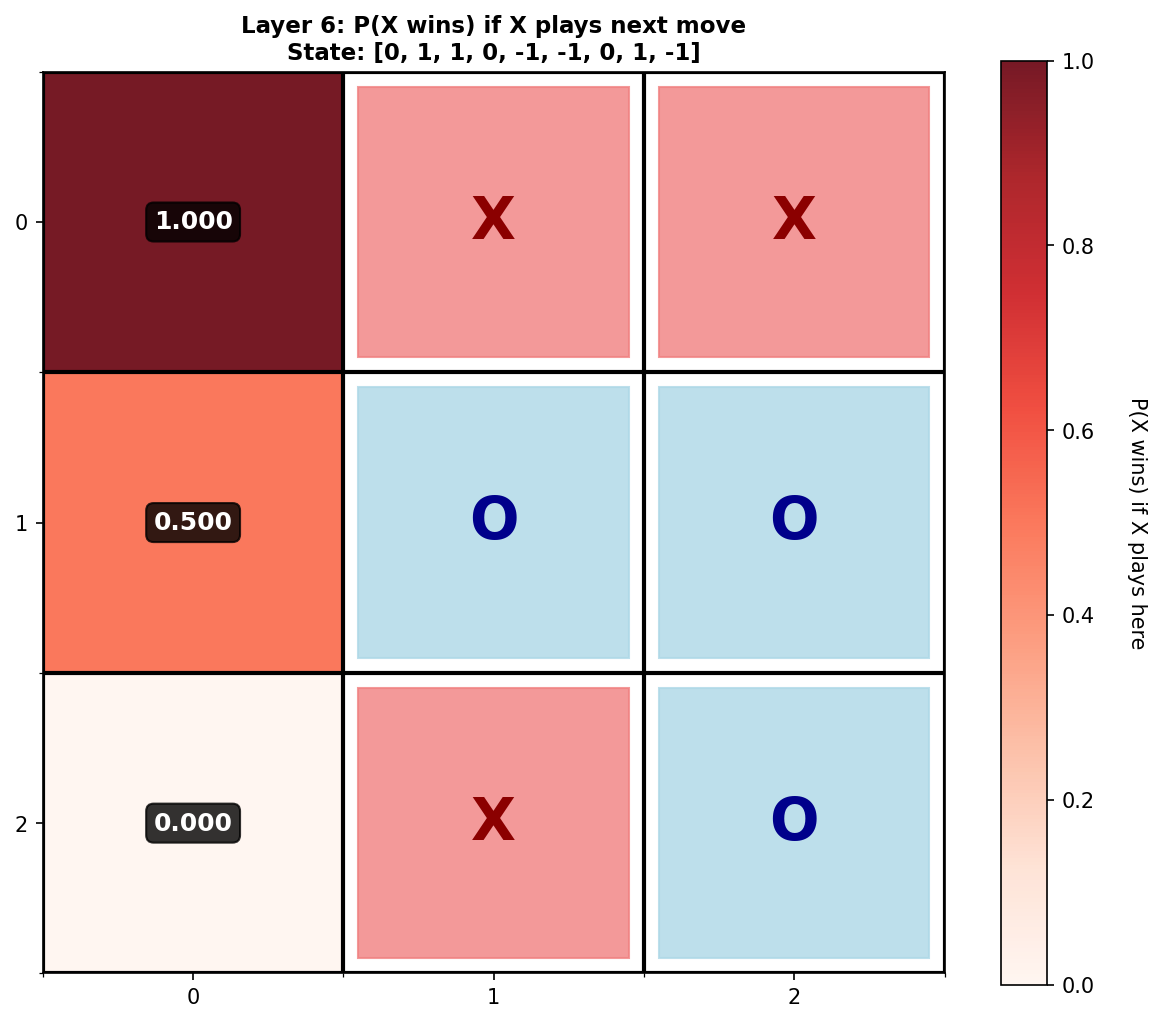 Layer 6: P(X wins) if X plays next move
State: [0, 1, 1, 0, -1, -1, 0, 1, -1]
0
1.000
X
X
1
0.500
O
O
2
0.000
X
O
0
1
2
1.0
0.8
0.6
0.4
0.2
0.0
P(X wins) if X plays here